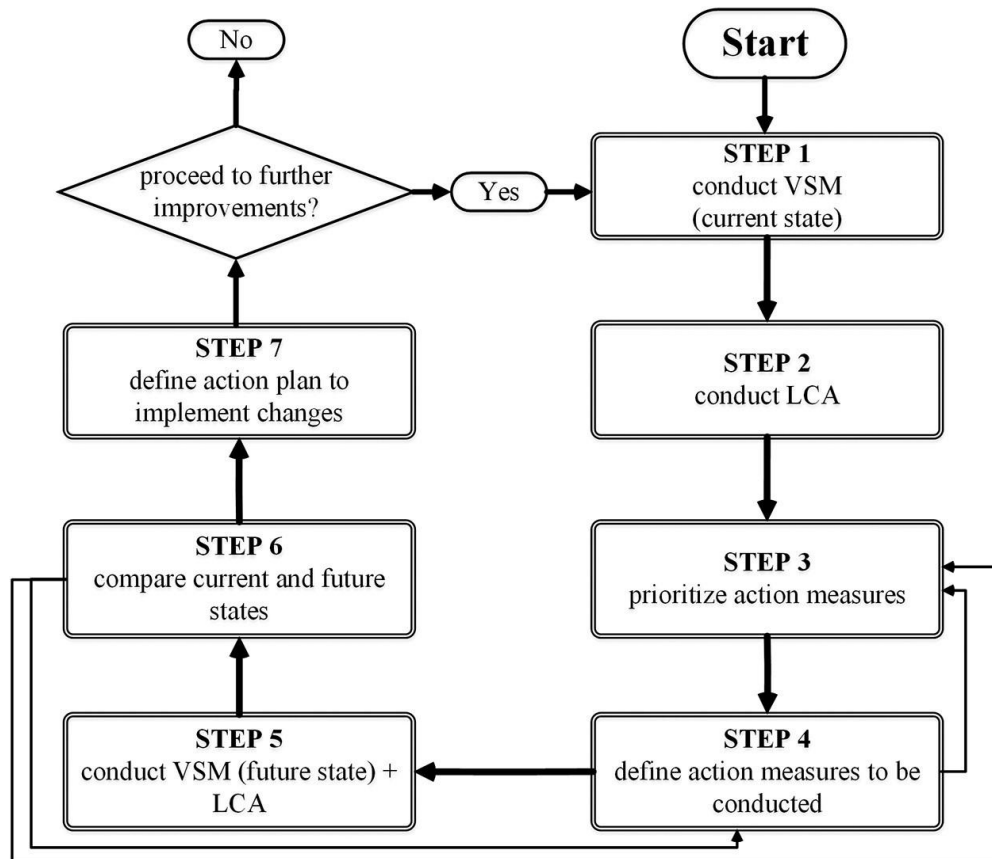 Start
STEP 1
conduct VSM
(current state)
STEP 2
conduct LCA
STEP 3
prioritize action measures
STEP 4
define action measures to be
conducted
STEP 5
conduct VSM (future state) +
LCA
STEP 6
compare current and future
states
STEP 7
define action plan to
implement changes
proceed to further
improvements?
Yes
No